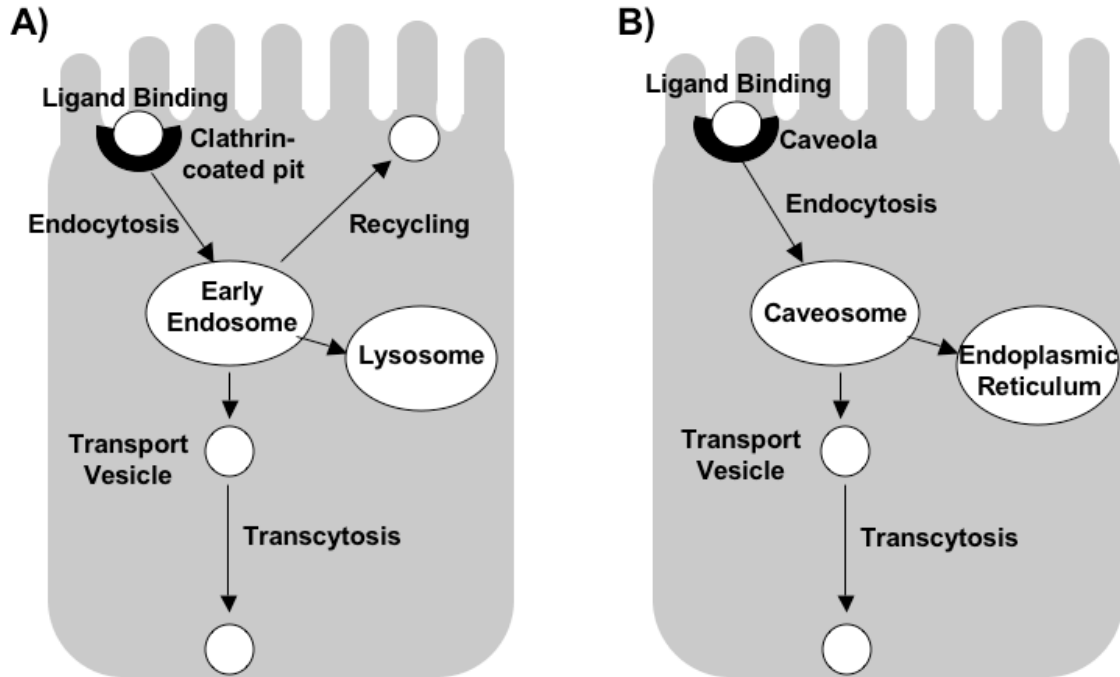 A)
Ligand Binding
Clathrin-
coated pit
Endocytosis
Recycling
Early
Endosome
Lysosome
Transport
Vesicle
Transcytosis
B)
Ligand Binding
Caveola
Endocytosis
Caveosome
Endoplasmic
Reticulum
Transport
Vesicle
Transcytosis